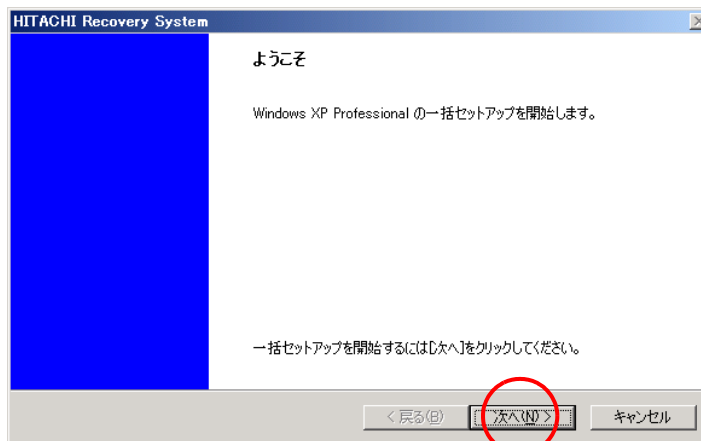 HITACHI Recovery System
ようこそ
Windows XP Professional の一括セットアップを開始します。
一括セットアップを開始するには[次へ]をクリックしてください。
< 戻る(B)
次へ(N) >
キャンセル